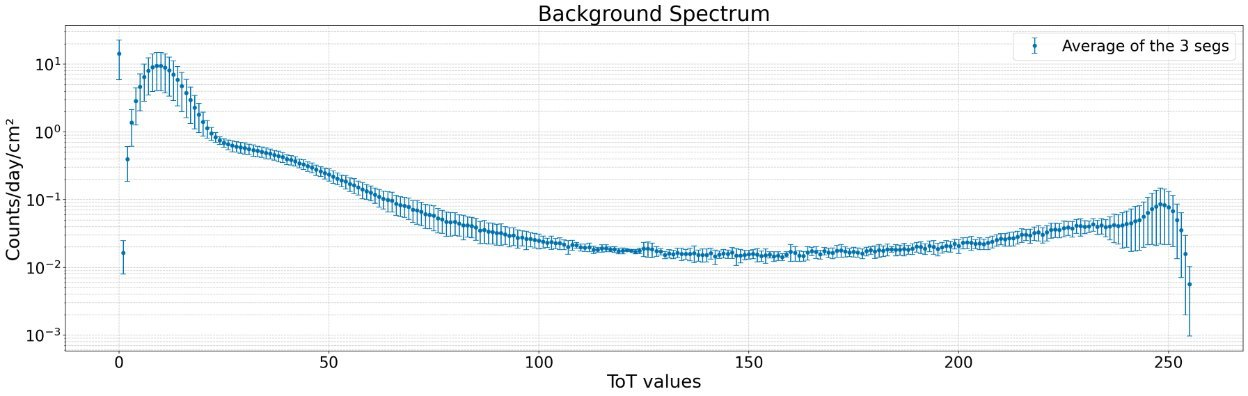 Background Spectrum
Average of the 3 segs
Counts/day/cm²
10¹
10⁰
10⁻¹
10⁻²
10⁻³
0 50 100 150 200 250
ToT values